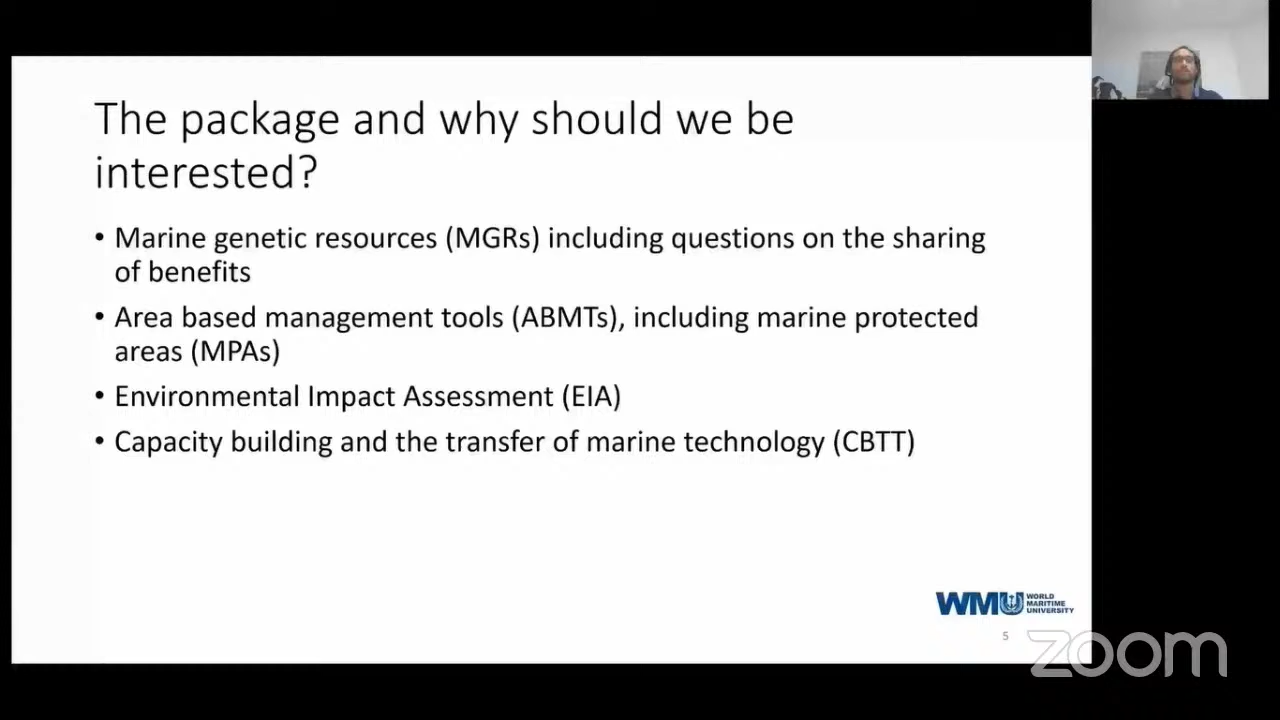 The package and why should we be
interested?
• Marine genetic resources (MGRs) including questions on the sharing
of benefits
• Area based management tools (ABMTs), including marine protected
areas (MPAs)
• Environmental Impact Assessment (EIA)
• Capacity building and the transfer of marine technology (CBTT)
WMU WORLD
MARITIME
UNIVERSITY
5
zoom